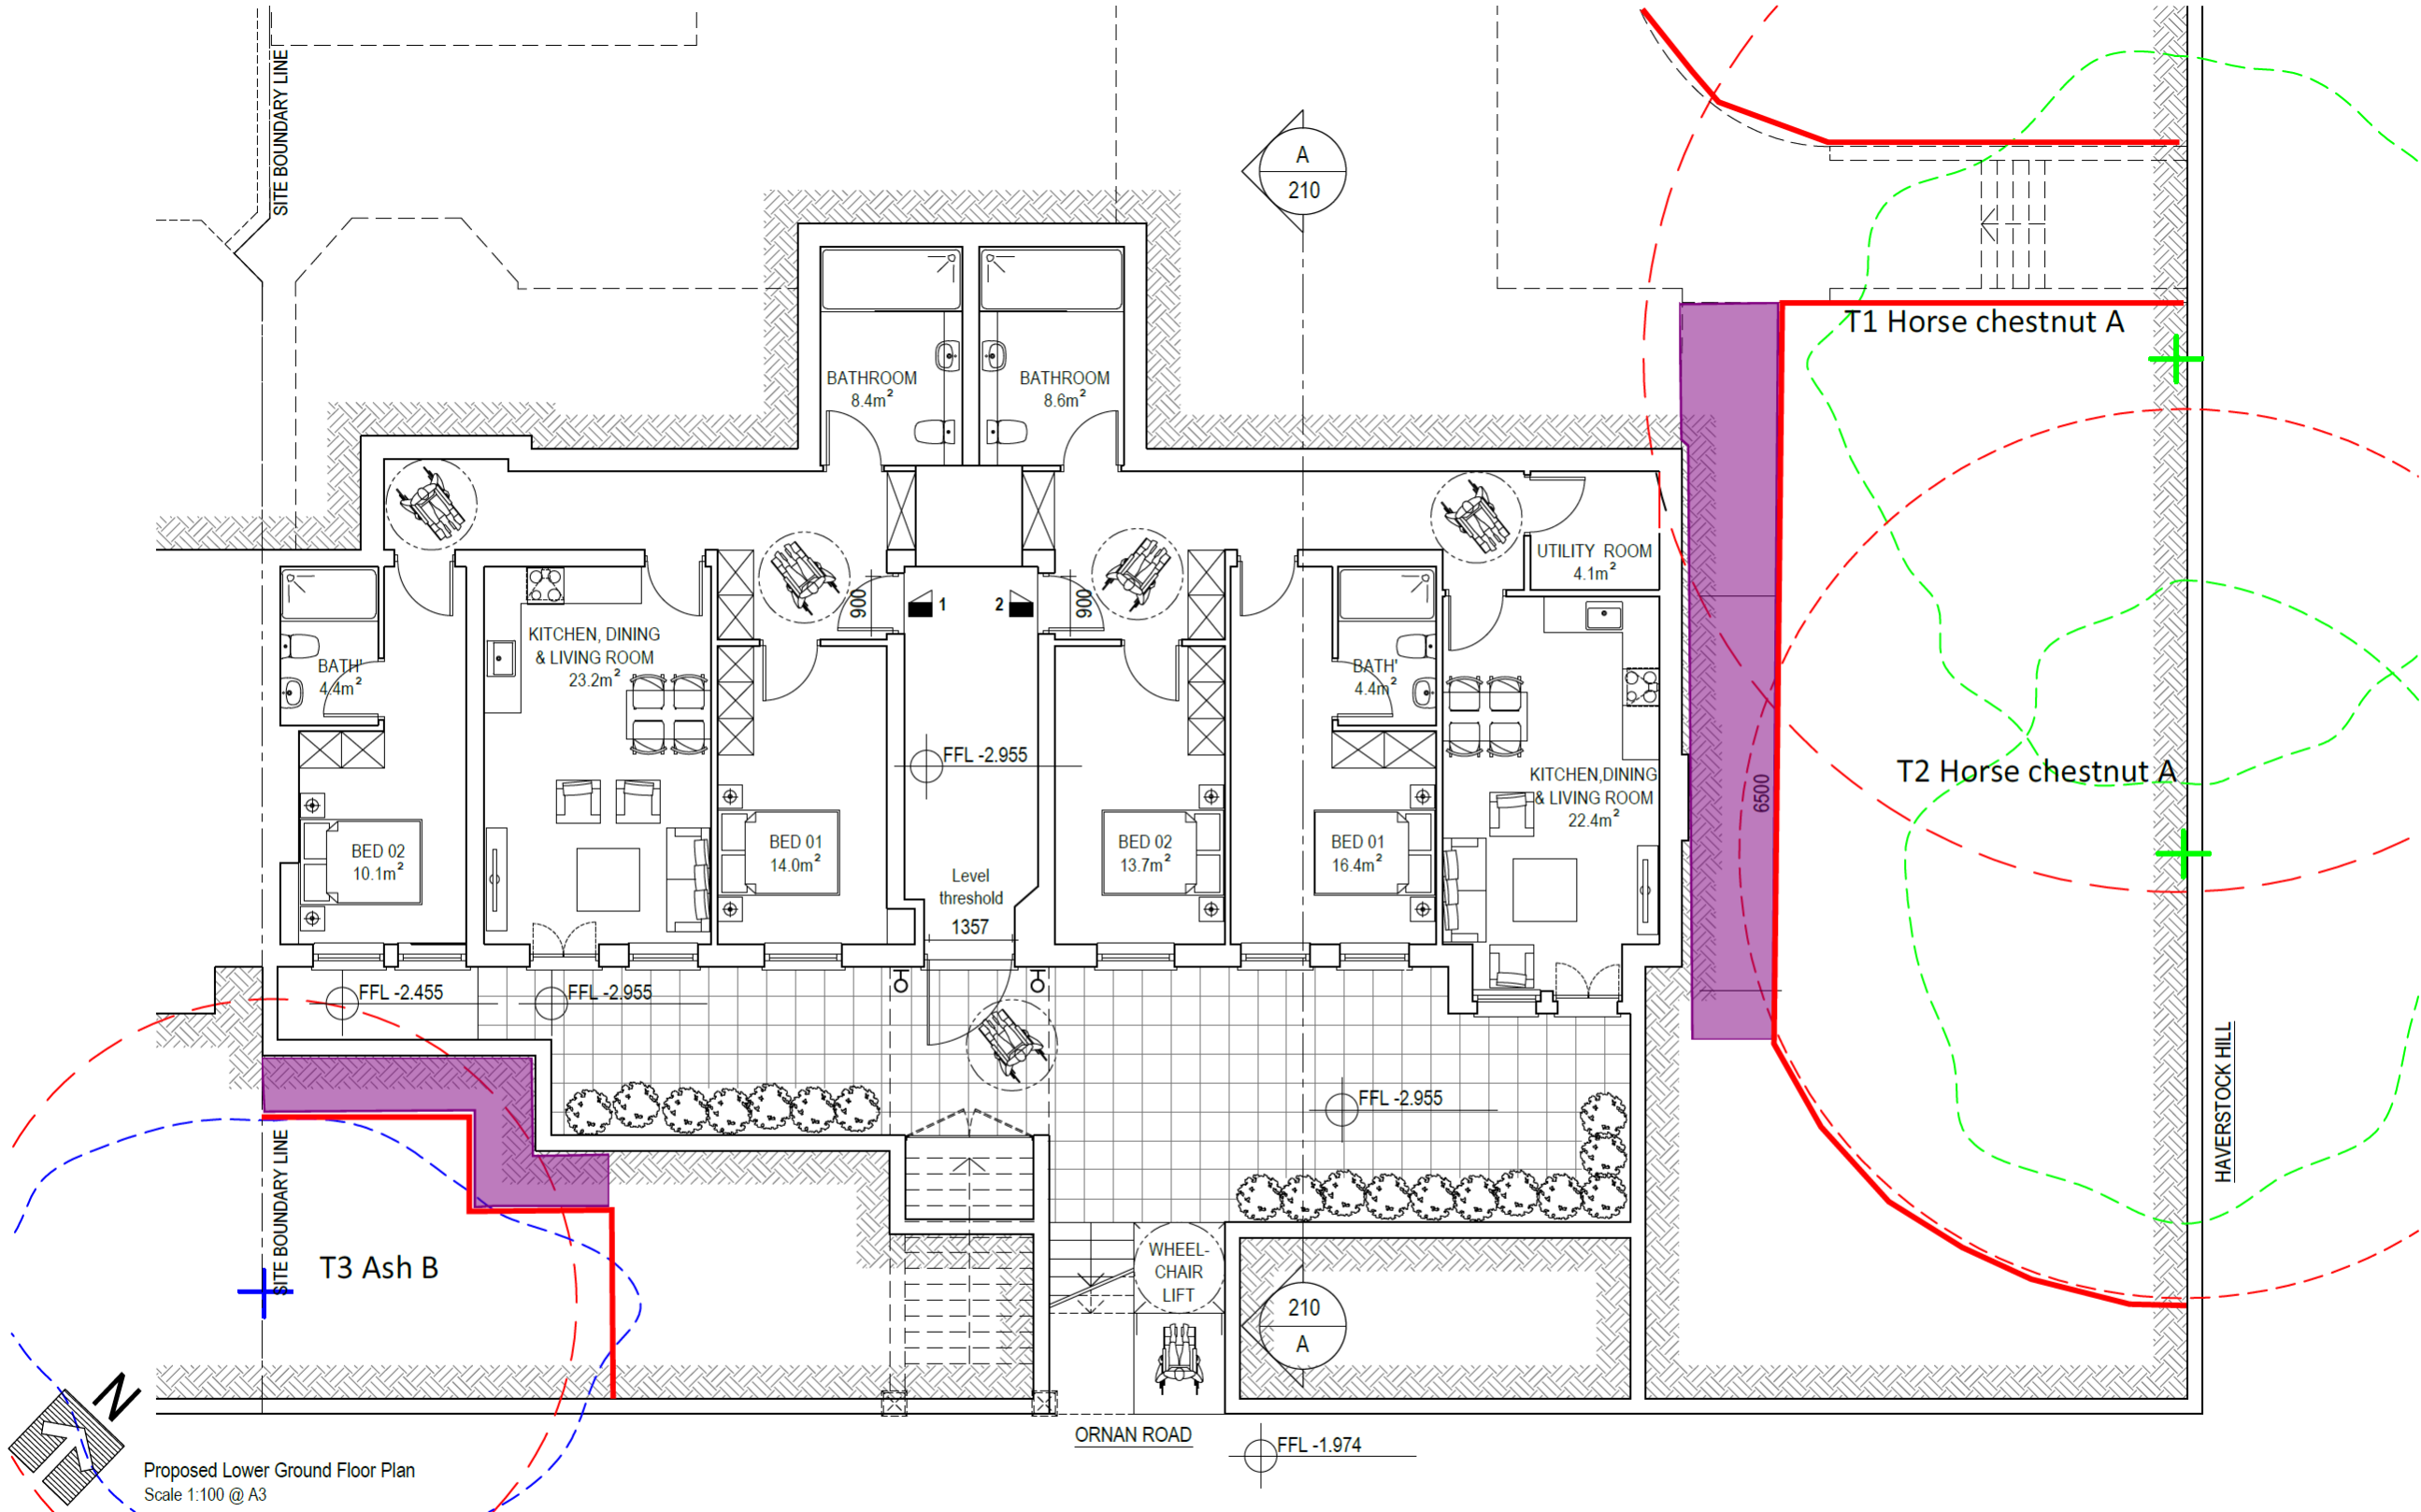 SITE BOUNDARY LINE
A
210
T1 Horse chestnut A
BATHROOM
8.4m²
BATHROOM
8.6m²
UTILITY ROOM
4.1m²
900
1
2
900
KITCHEN, DINING
& LIVING ROOM
23.2m²
BATH'
4.4m²
BATH'
4.4m²
FFL -2.955
T2 Horse chestnut A
KITCHEN,DINING
& LIVING ROOM
22.4m²
6500
BED 02
10.1m²
BED 01
14.0m²
BED 02
13.7m²
BED 01
16.4m²
Level
threshold
1357
FFL -2.455
FFL -2.955
FFL -2.955
HAVERSTOCK HILL
SITE BOUNDARY LINE
T3 Ash B
WHEEL-
CHAIR
LIFT
210
A
N
ORNAN ROAD
FFL -1.974
Proposed Lower Ground Floor Plan
Scale 1:100 @ A3